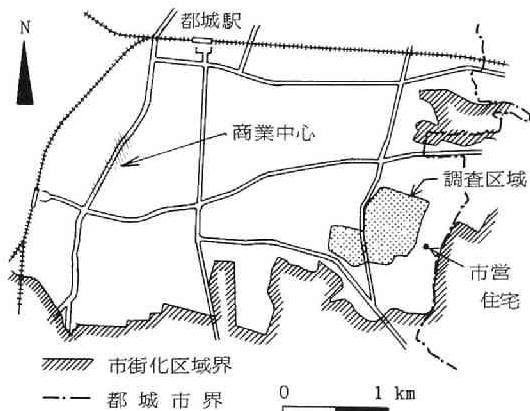 都城駅
N
商業中心
調査区域
市営
住宅
市街化区域界
都城市界
0 1 km